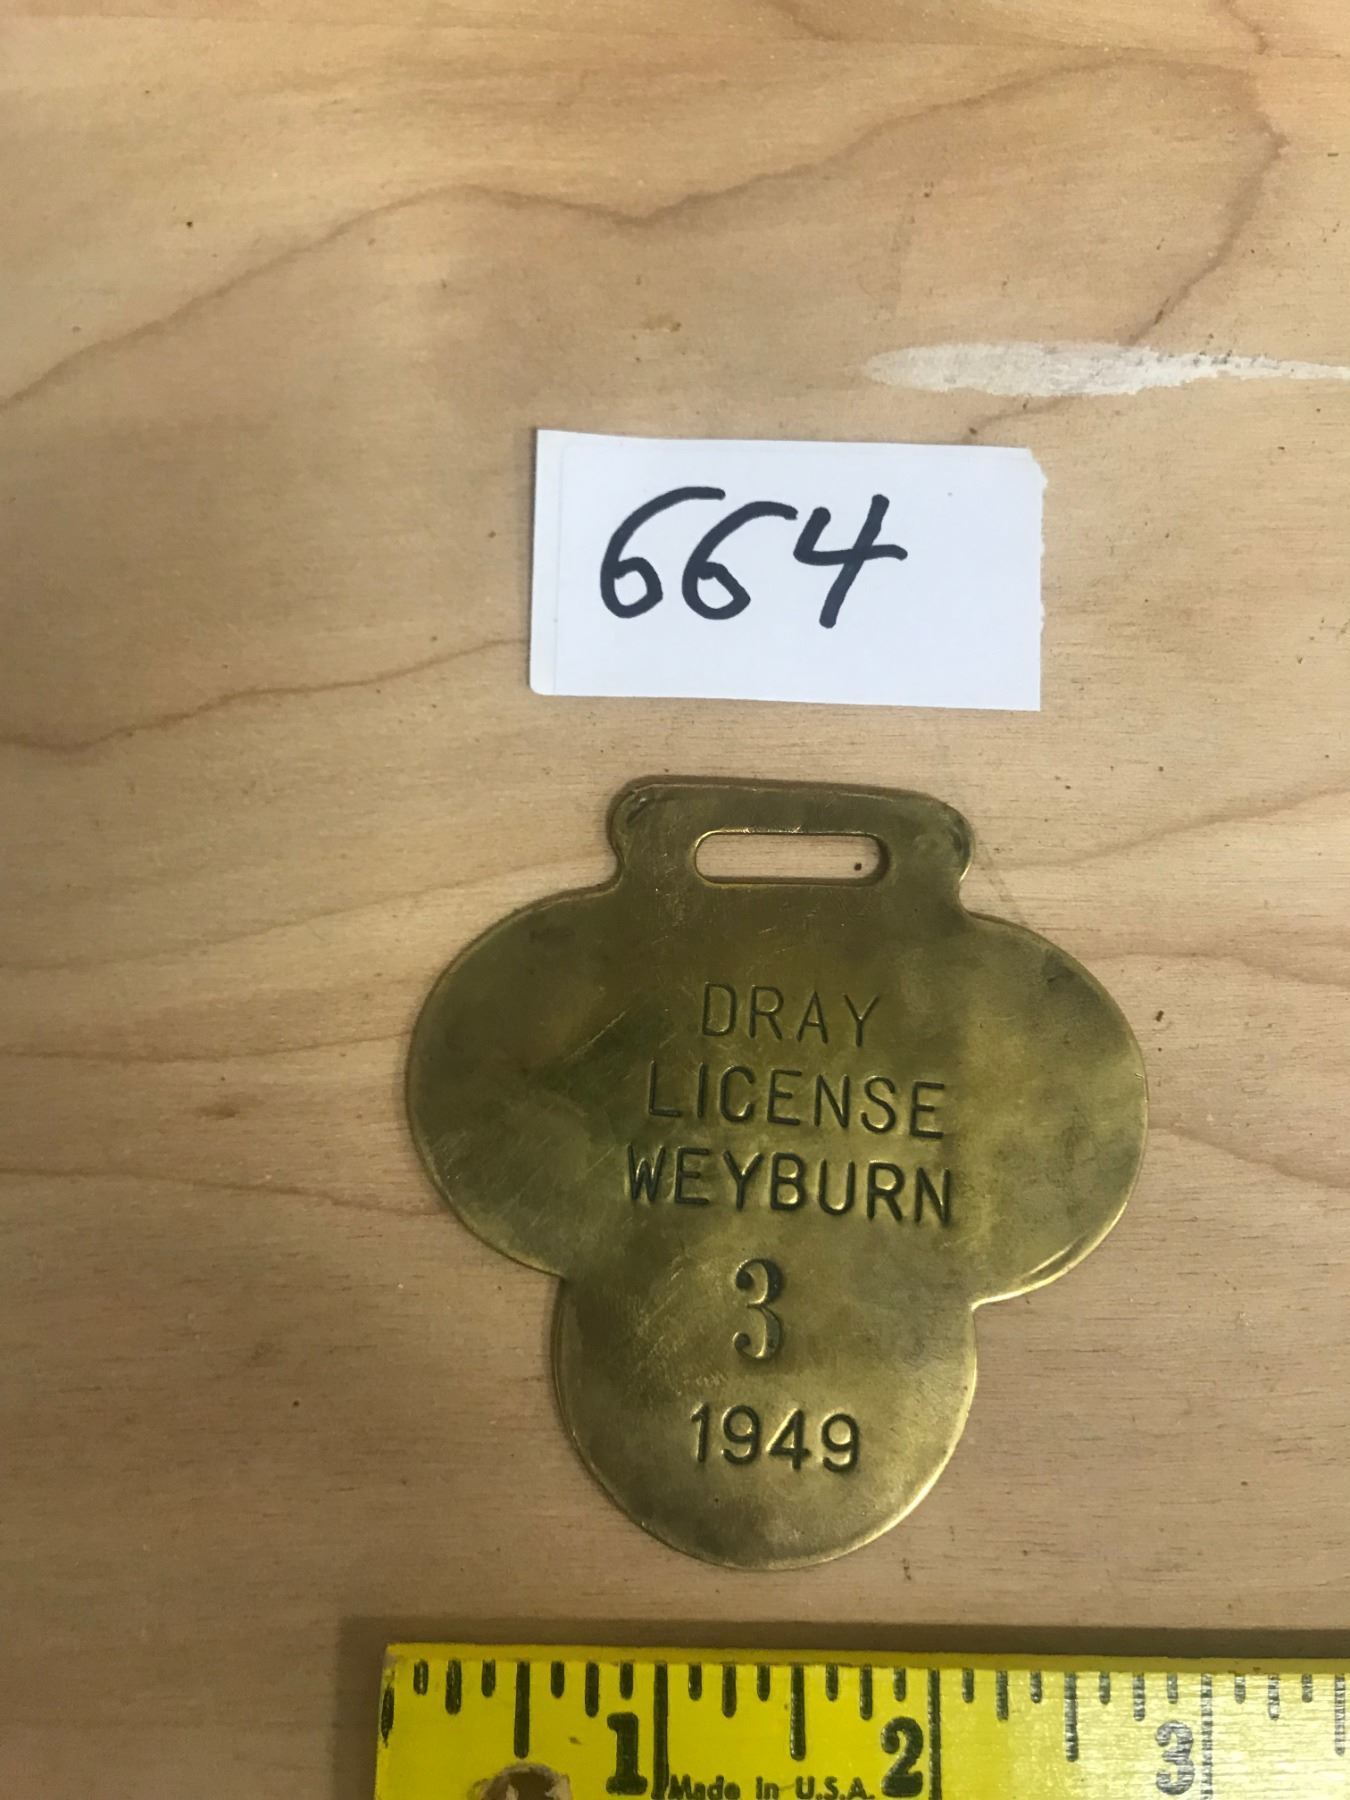 664
DRAY
LICENSE
WEYBURN
3
1949
1 2 3
Made in U.S.A.